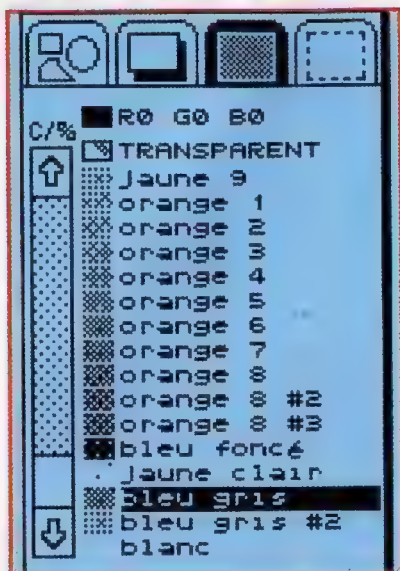 C/%
R0 G0 B0
TRANSPARENT
Jaune 9
orange 1
orange 2
orange 3
orange 4
orange 5
orange 6
orange 7
orange 8
orange 8 #2
orange 8 #3
bleu foncé
Jaune clair
bleu gris
bleu gris #2
blanc